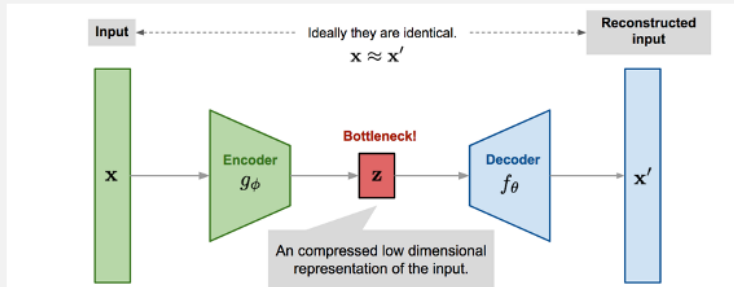 Input
Ideally they are identical.
x ≈ x′
Reconstructed
input
Bottleneck!
x
Encoder
gϕ
z
Decoder
fθ
x′
An compressed low dimensional
representation of the input.